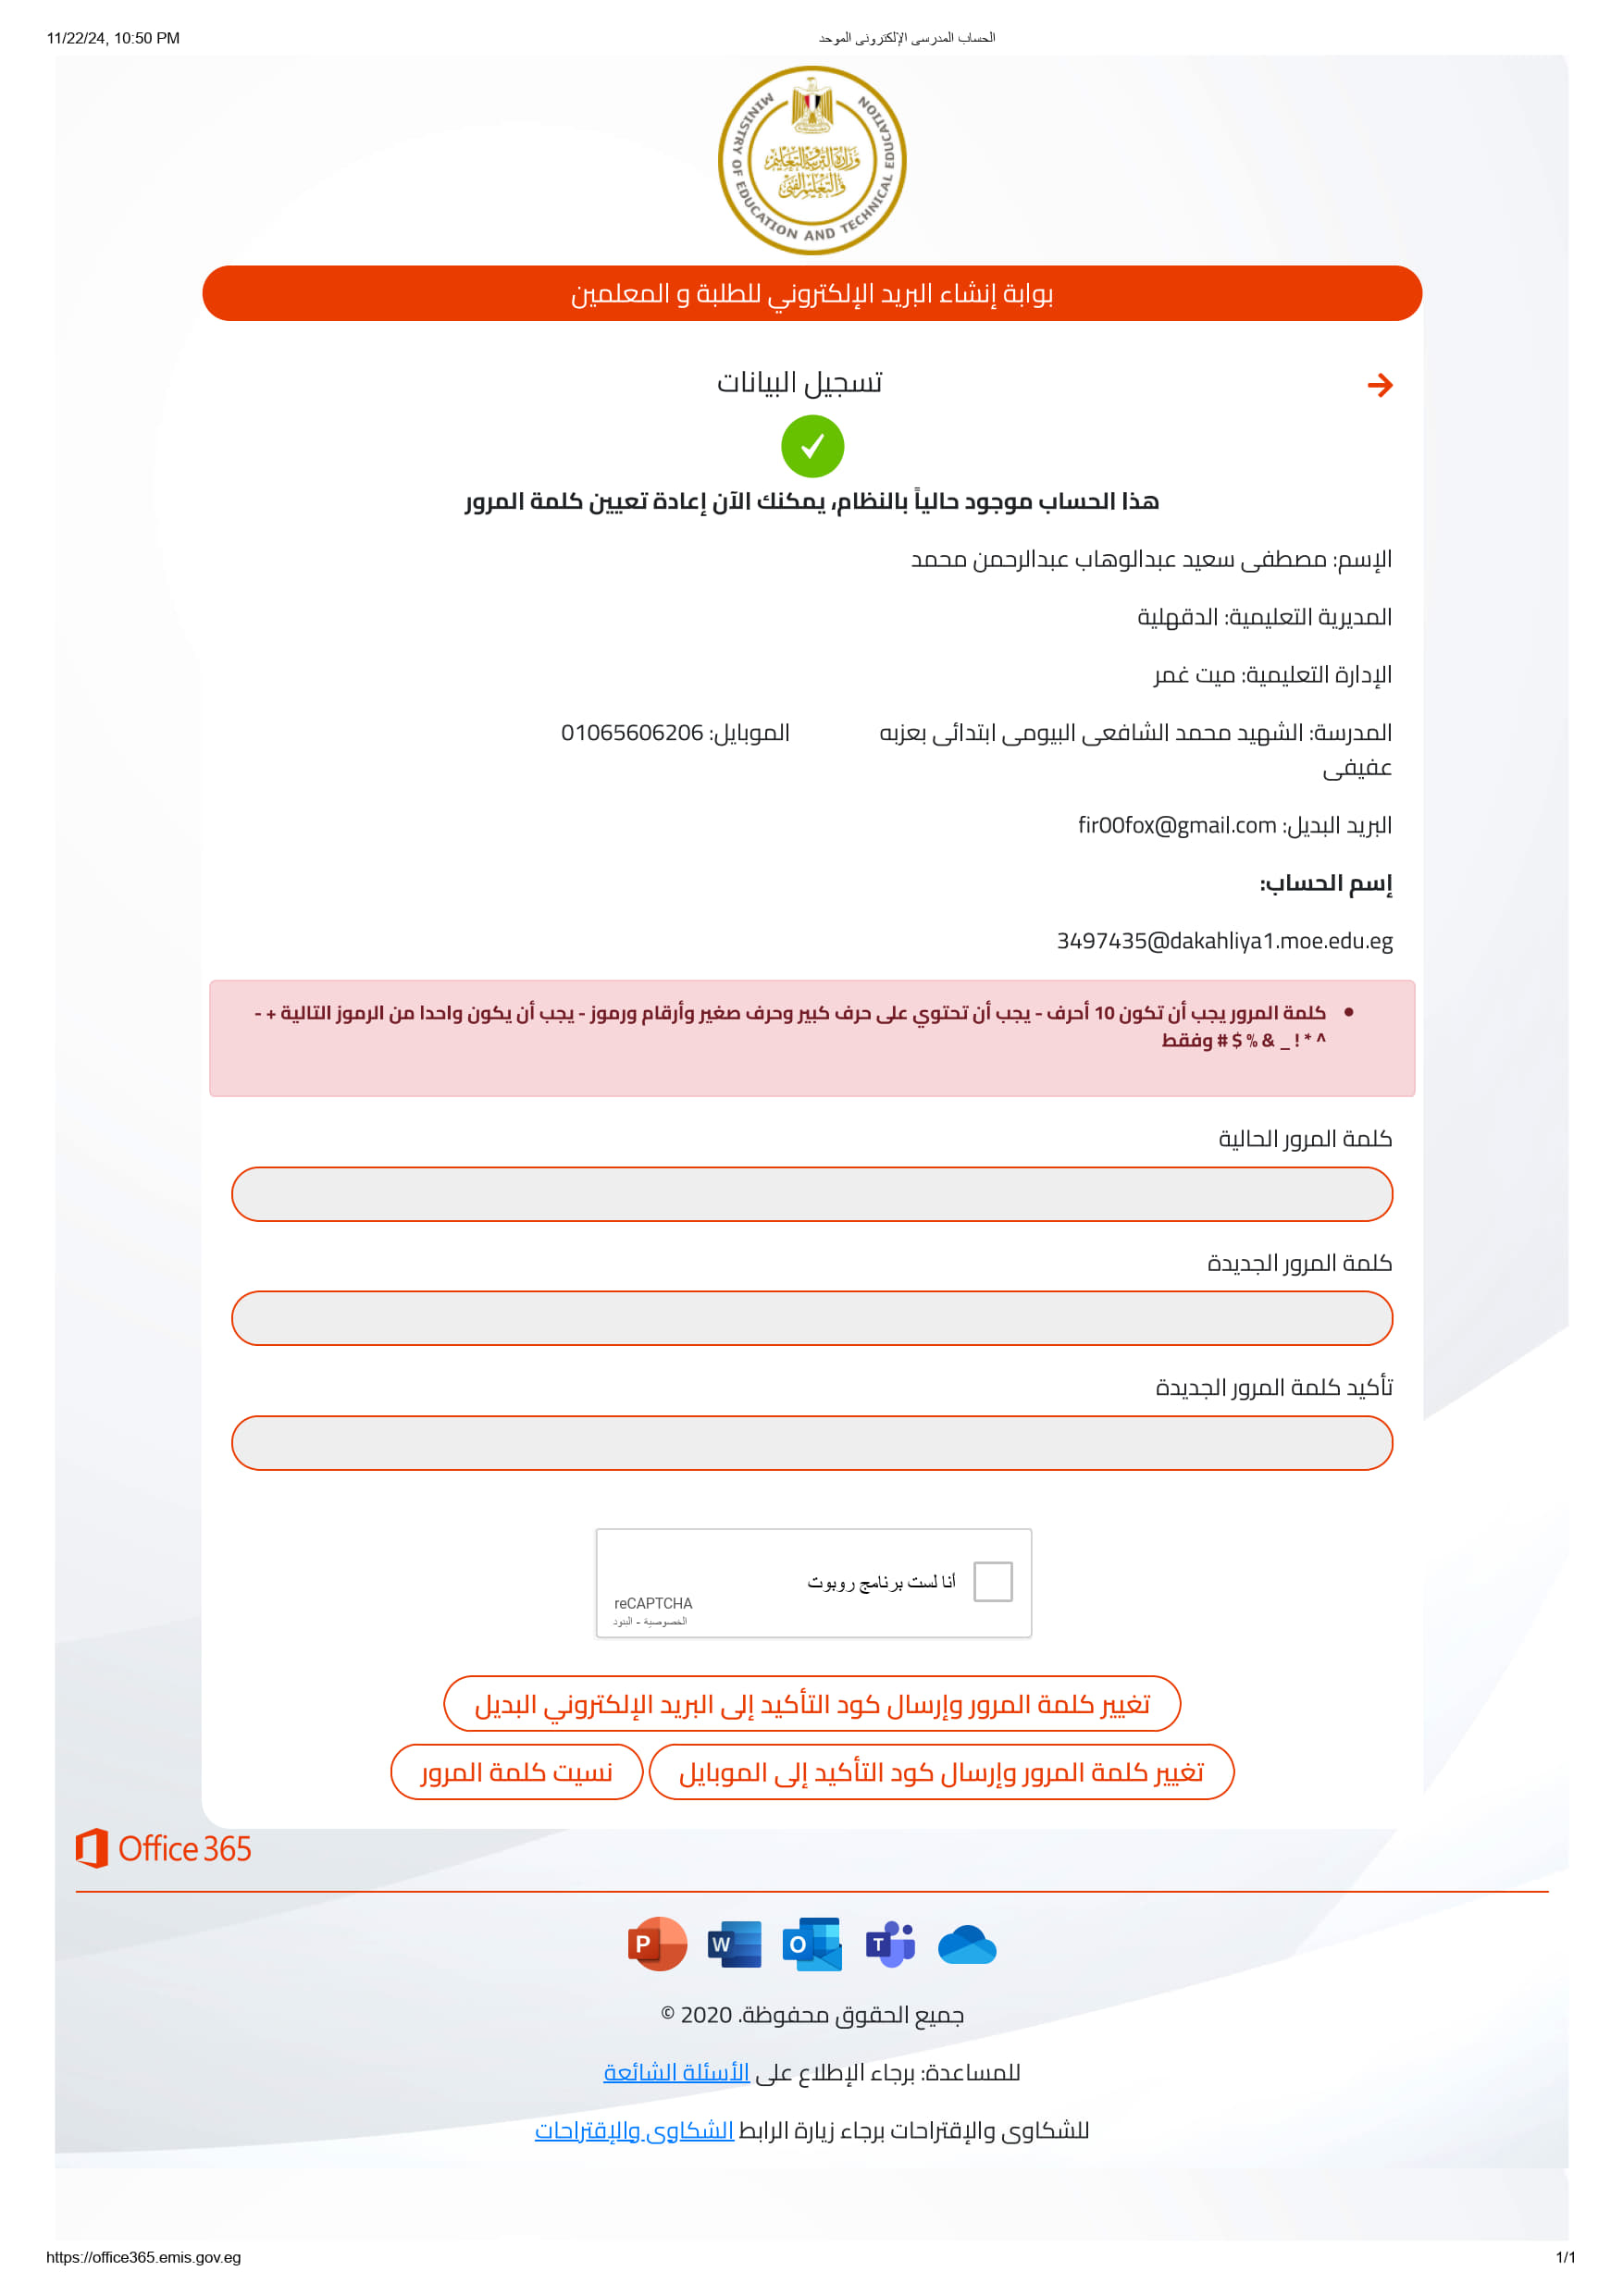 11/22/24, 10:50 PM
الحساب المدرسى الإلكترونى الموحد
MINISTRY OF EDUCATION AND TECHNICAL EDUCATION
وزارة التربية والتعليم
والتعليم الفني
بوابة إنشاء البريد الإلكتروني للطلبة و المعلمين
تسجيل البيانات
هذا الحساب موجود حالياً بالنظام، يمكنك الآن إعادة تعيين كلمة المرور
الإسم: مصطفى سعيد عبدالوهاب عبدالرحمن محمد
المديرية التعليمية: الدقهلية
الإدارة التعليمية: ميت غمر
المدرسة: الشهيد محمد الشافعى البيومى ابتدائى بعزبه
عفيفى
الموبايل: 01065606206
البريد البديل: fir00fox@gmail.com
إسم الحساب:
3497435@dakahliya1.moe.edu.eg
• كلمة المرور يجب أن تكون 10 أحرف - يجب أن تحتوي على حرف كبير وحرف صغير وأرقام ورموز - يجب أن يكون واحدا من الرموز التالية + -
^ * ! _ & % $ # وفقط
كلمة المرور الحالية
كلمة المرور الجديدة
تأكيد كلمة المرور الجديدة
أنا لست برنامج روبوت
reCAPTCHA
الخصوصية - البنود
تغيير كلمة المرور وإرسال كود التأكيد إلى البريد الإلكتروني البديل
تغيير كلمة المرور وإرسال كود التأكيد إلى الموبايل
نسيت كلمة المرور
Office 365
P W O T
جميع الحقوق محفوظة. 2020 ©
للمساعدة: برجاء الإطلاع على الأسئلة الشائعة
للشكاوى والإقتراحات برجاء زيارة الرابط الشكاوى والإقتراحات
https://office365.emis.gov.eg
1/1